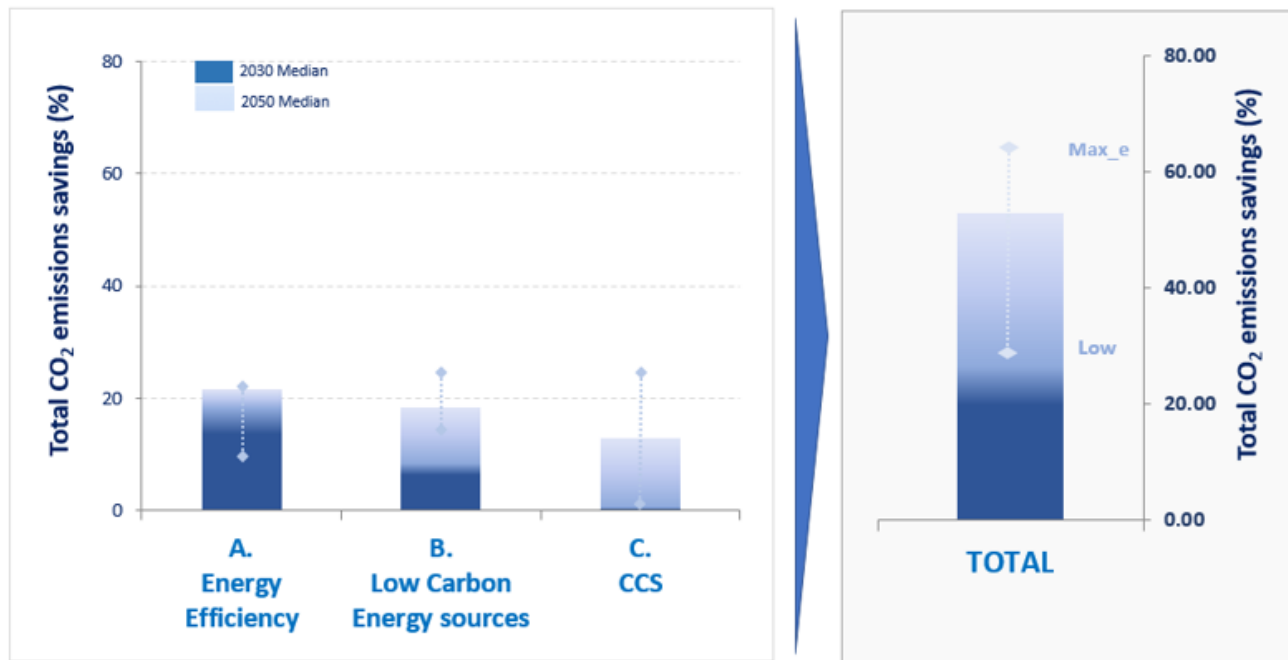 Total CO₂ emissions savings (%)
80
60
40
20
0
2030 Median
2050 Median
A.
Energy
Efficiency
B.
Low Carbon
Energy sources
C.
CCS
Max_e
Low
TOTAL
80.00
60.00
40.00
20.00
0.00
Total CO₂ emissions savings (%)